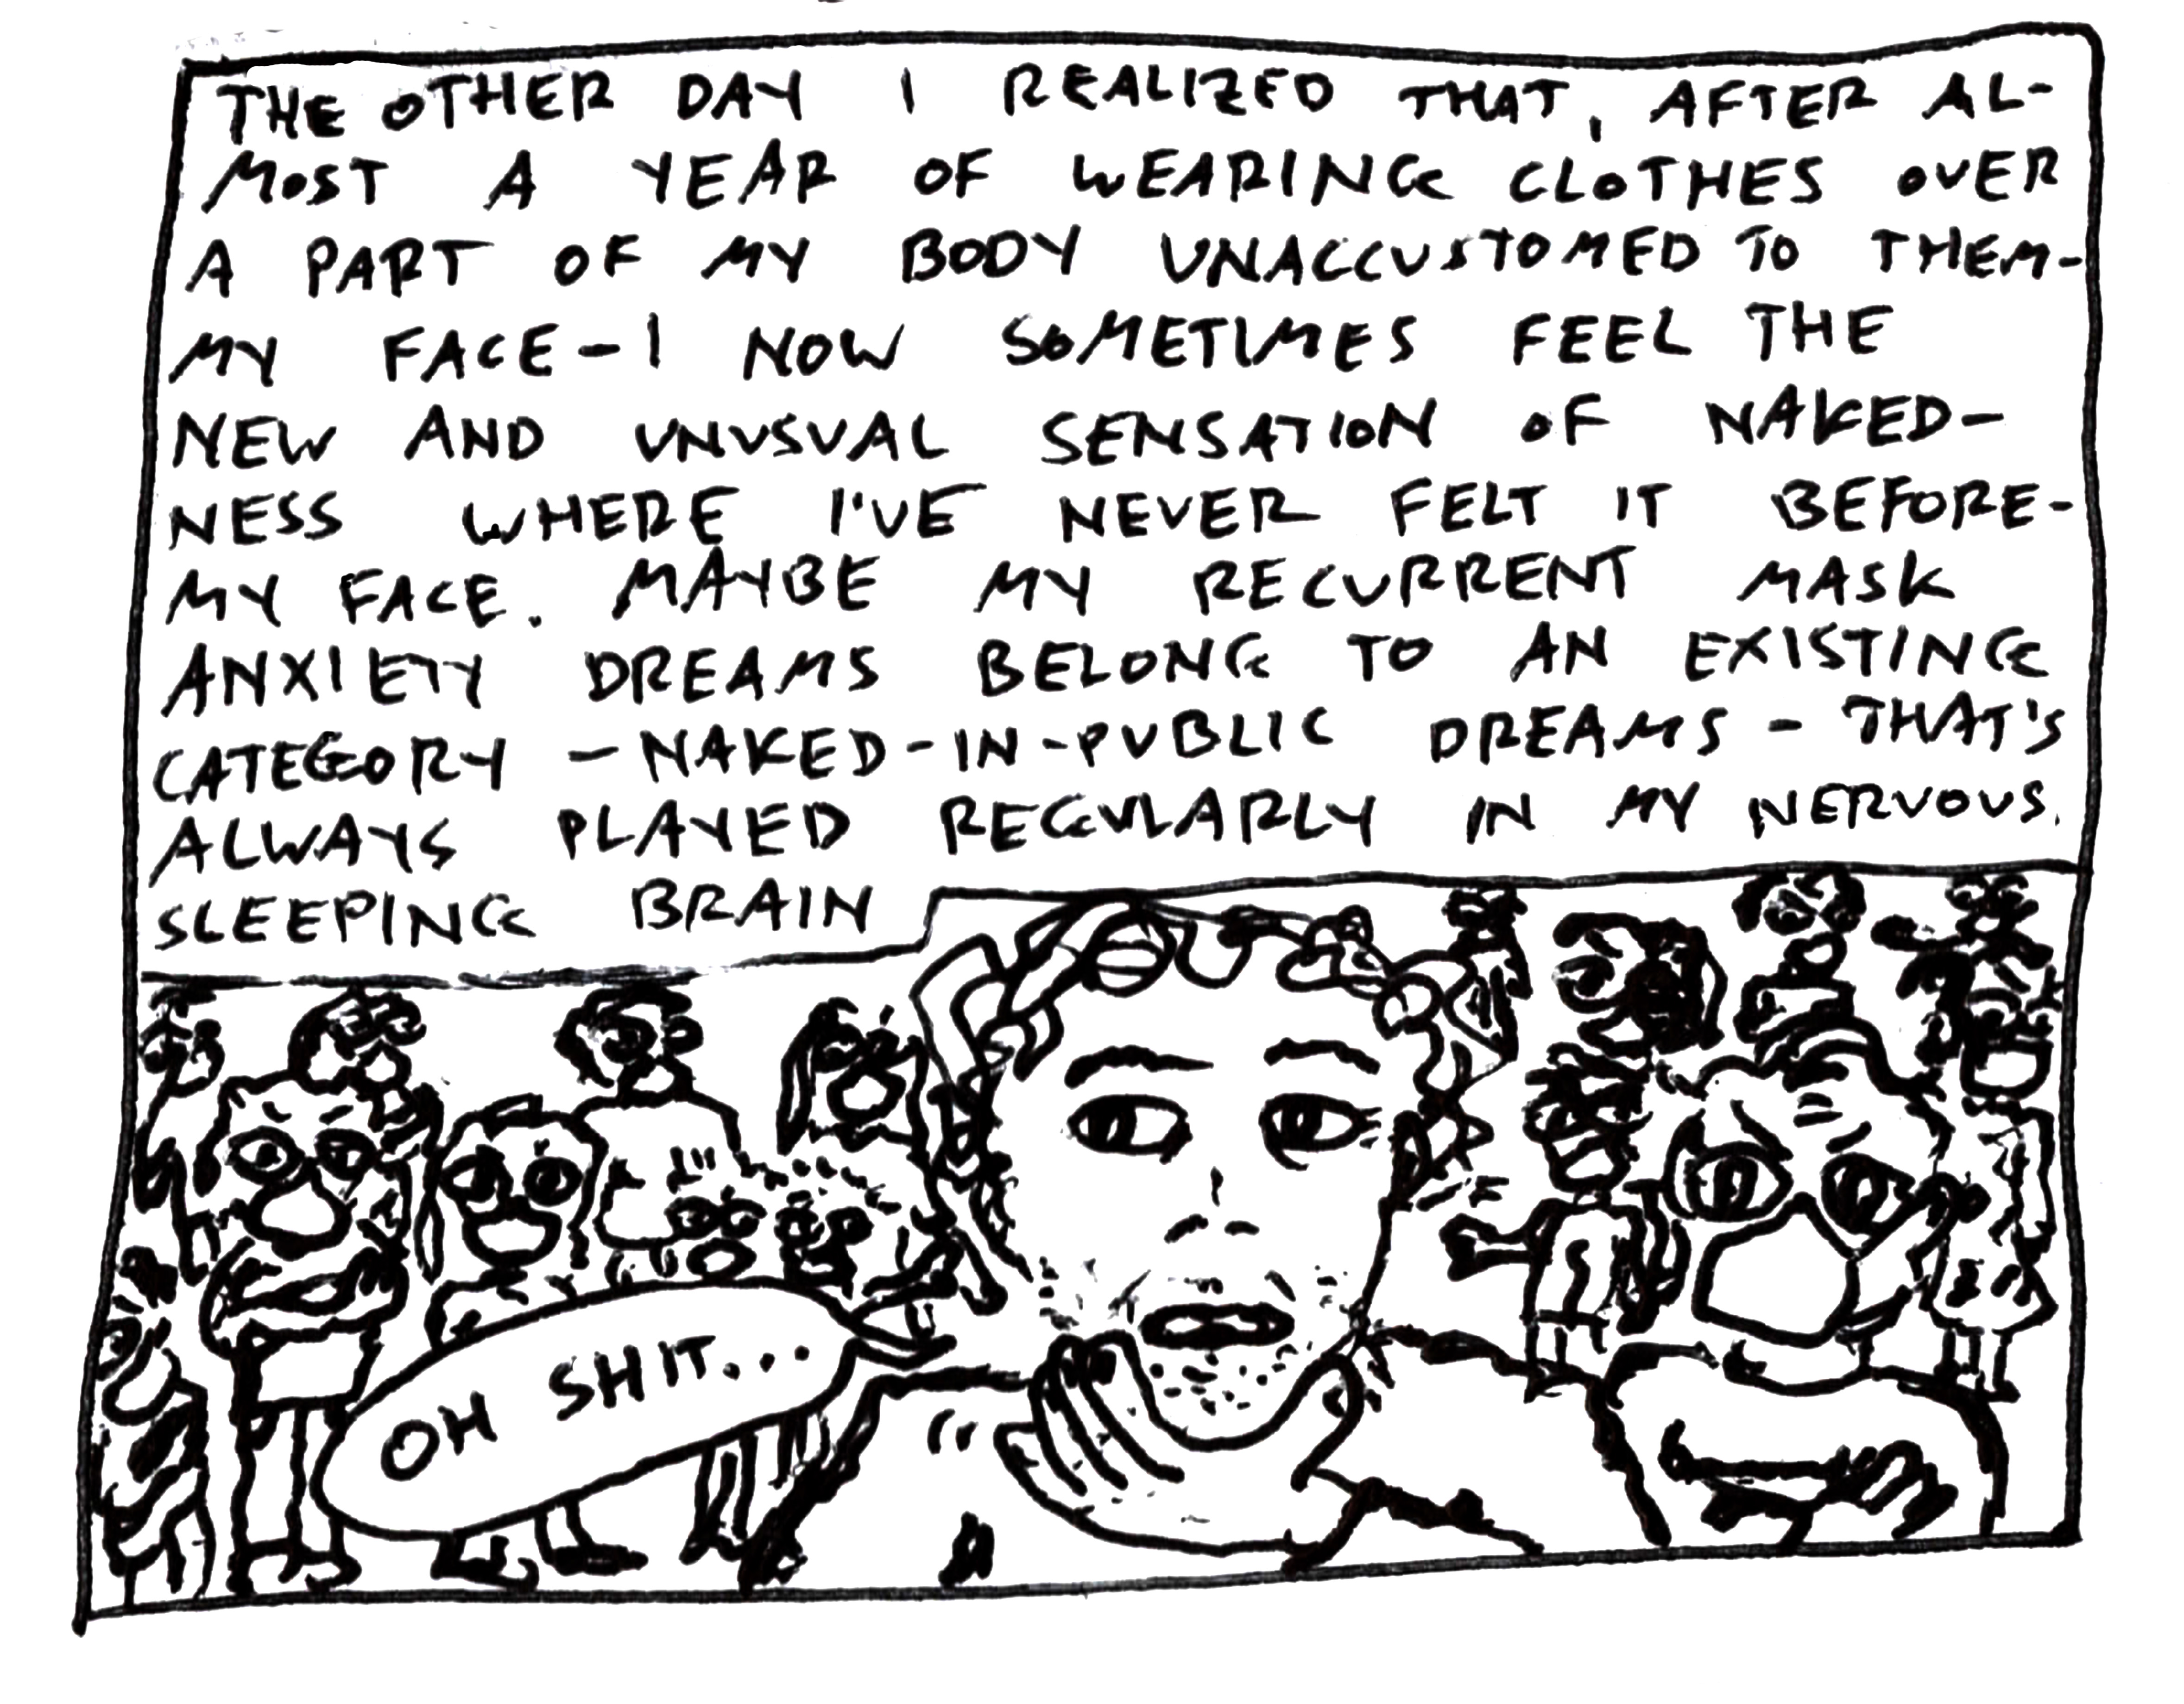 THE OTHER DAY I REALIZED THAT, AFTER AL-
MOST A YEAR OF WEARING CLOTHES OVER
A PART OF MY BODY UNACCUSTOMED TO THEM-
MY FACE-I NOW SOMETIMES FEEL THE
NEW AND UNUSUAL SENSATION OF NAKED-
NESS WHERE I'VE NEVER FELT IT BEFORE-
MY FACE. MAYBE MY RECURRENT MASK
ANXIETY DREAMS BELONG TO AN EXISTING
CATEGORY -NAKED-IN-PUBLIC DREAMS- THAT'S
ALWAYS PLAYED REGULARLY IN MY NERVOUS.
SLEEPING BRAIN
OH SHIT...